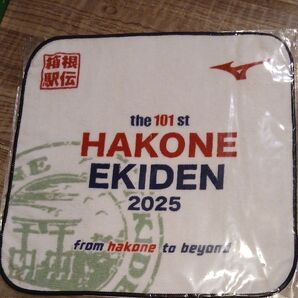 箱根
駅伝
the 101 st
HAKONE
EKIDEN
2025
from hakone to beyond